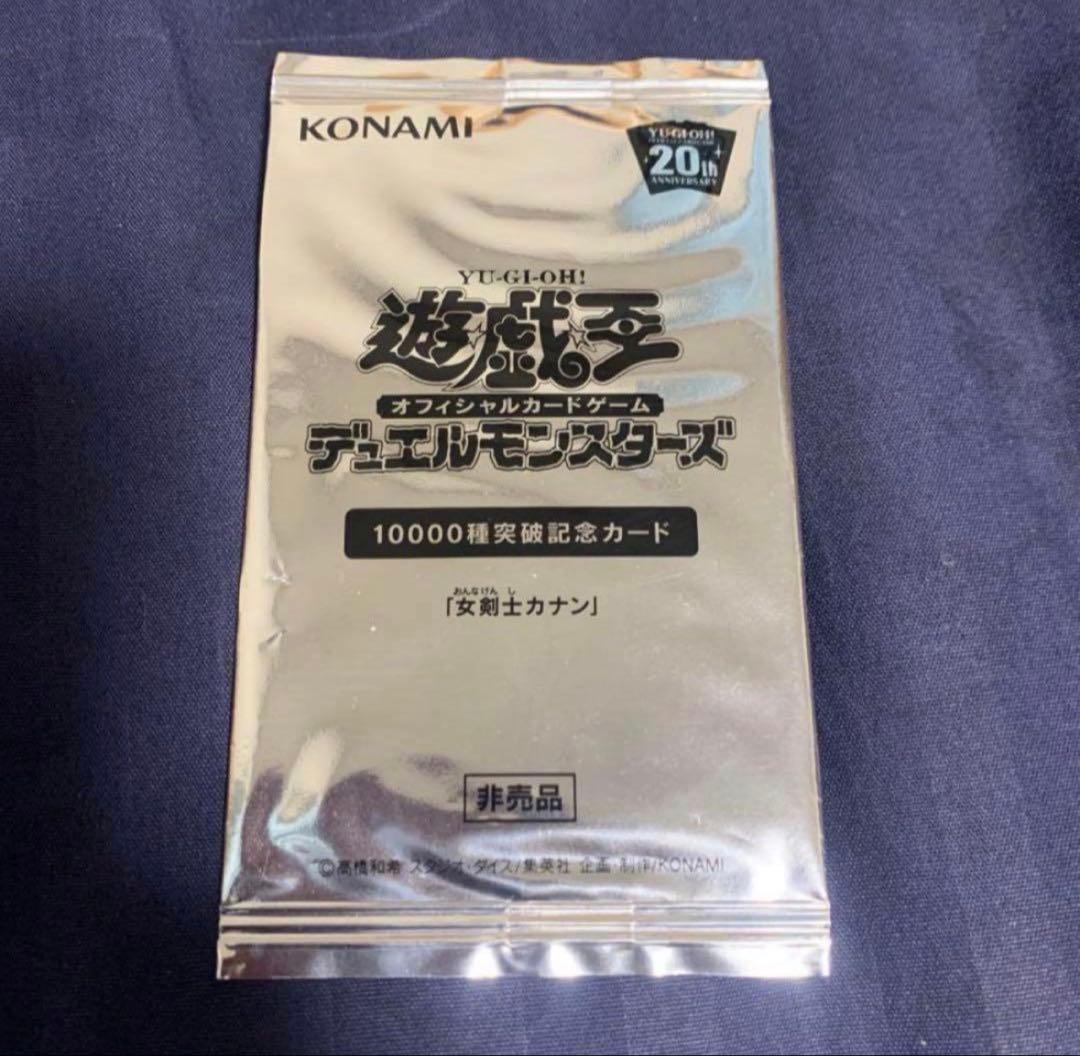 KONAMI
YU-GI-OH!
20th
ANNIVERSARY
YU-GI-OH!
遊☆戯☆王
オフィシャルカードゲーム
デュエルモンスターズ
10000種突破記念カード
おんなけん し
「女剣士カナン」
非売品
©高橋和希 スタジオ・ダイス/集英社 企画・制作/KONAMI